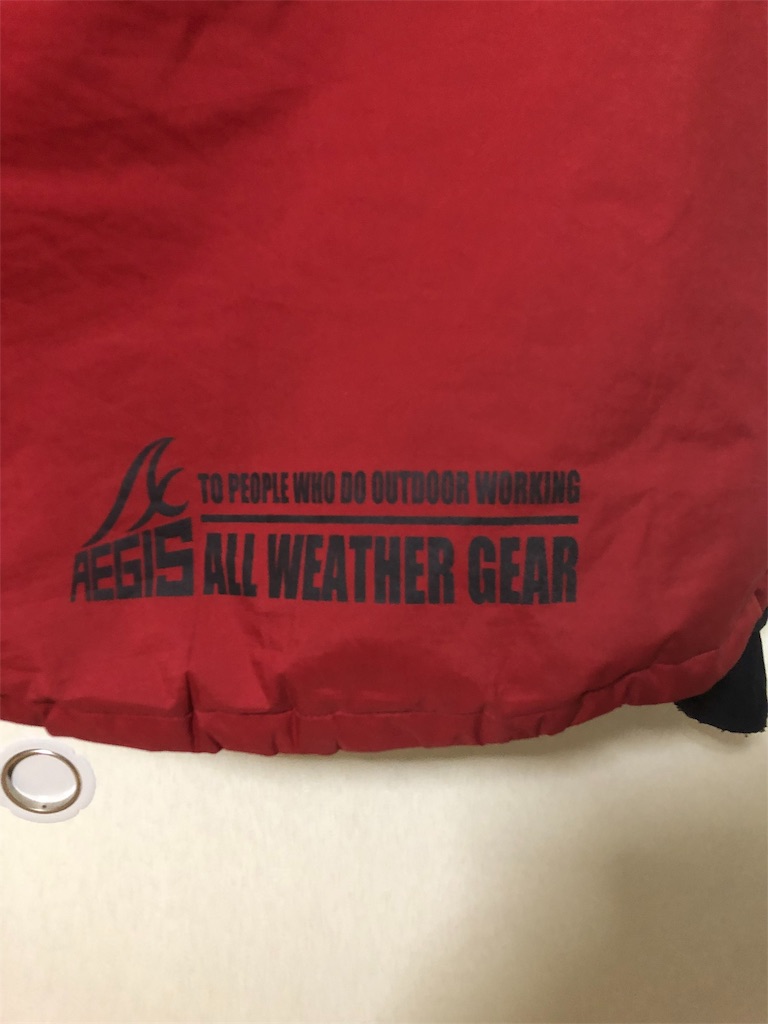 TO PEOPLE WHO DO OUTDOOR WORKING
AEGIS ALL WEATHER GEAR